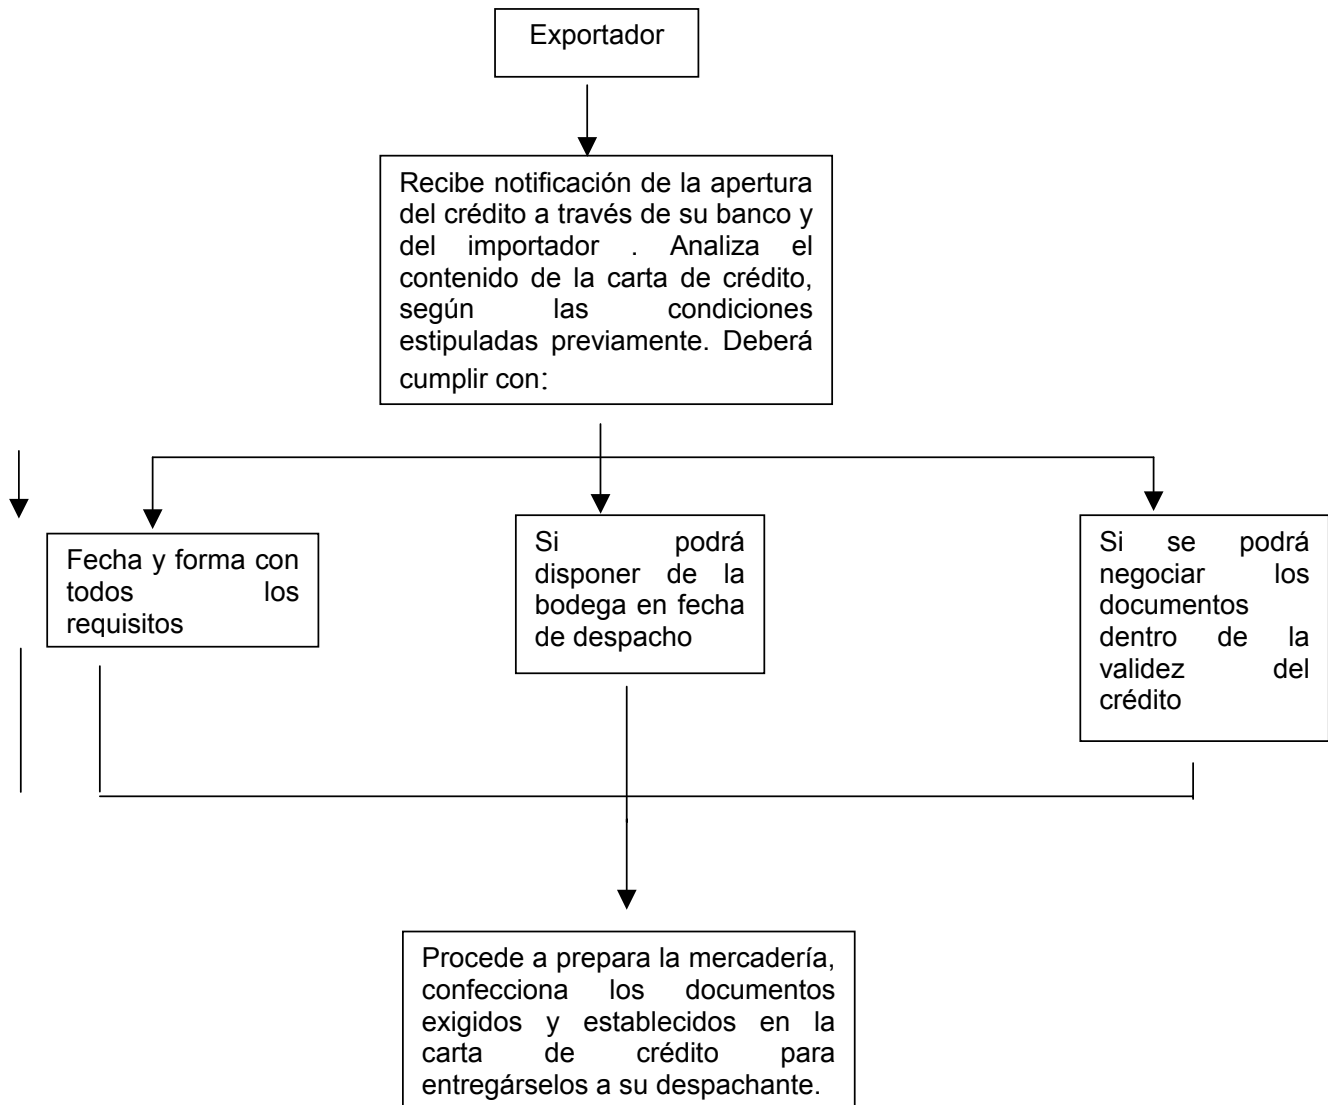 Exportador
Recibe notificación de la apertura
del crédito a través de su banco y
del importador . Analiza el
contenido de la carta de crédito,
según las condiciones
estipuladas previamente. Deberá
cumplir con:
Fecha y forma con
todos los
requisitos
Si podrá
disponer de la
bodega en fecha
de despacho
Si se podrá
negociar los
documentos
dentro de la
validez del
crédito
Procede a prepara la mercadería,
confecciona los documentos
exigidos y establecidos en la
carta de crédito para
entregárselos a su despachante.